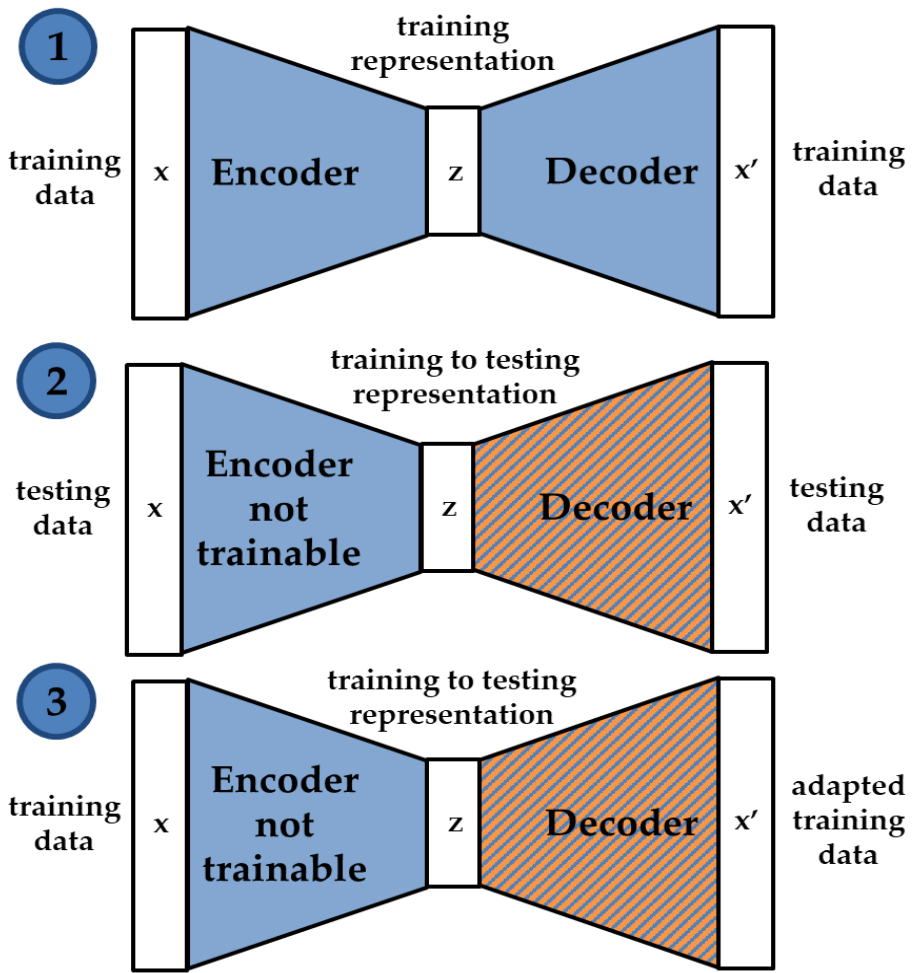 1
training
representation
training
data
x
Encoder
z
Decoder
x′
training
data
2
training to testing
representation
testing
data
x
Encoder
not
trainable
z
Decoder
x′
testing
data
3
training to testing
representation
training
data
x
Encoder
not
trainable
z
Decoder
x′
adapted
training
data